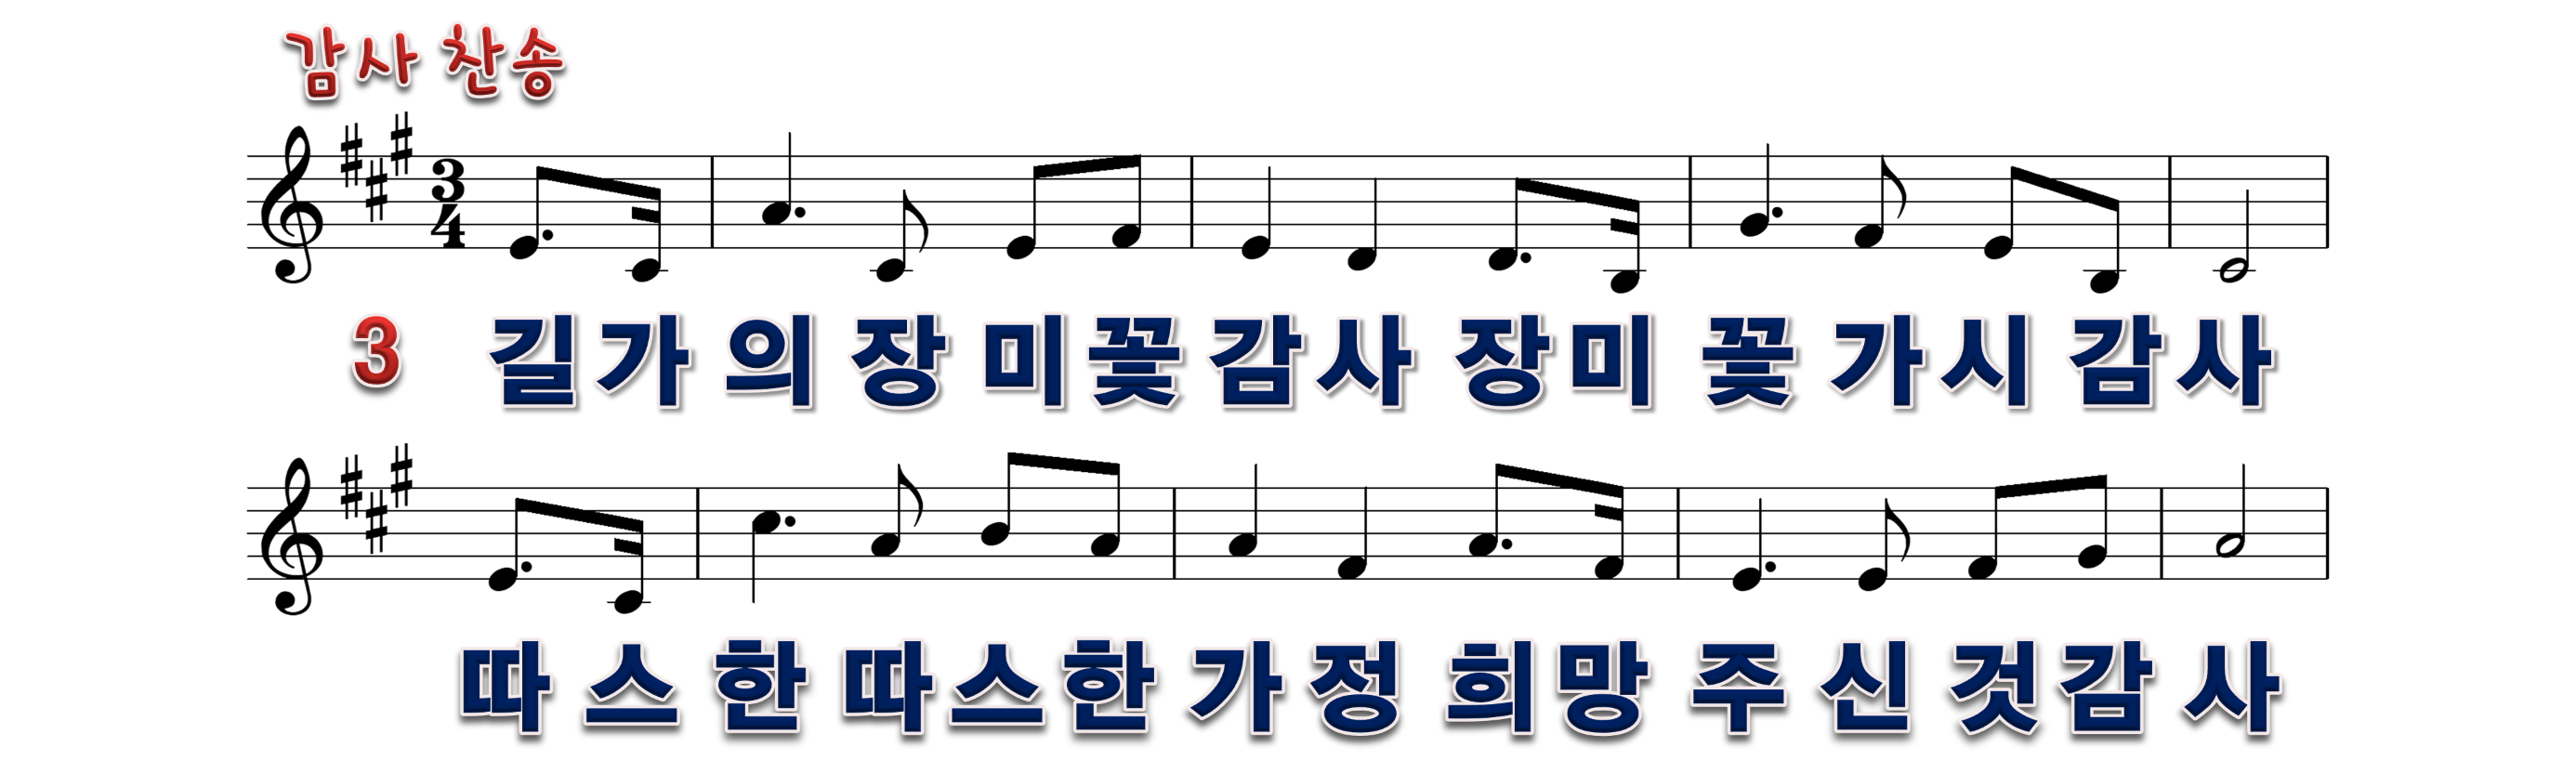 감사 찬송
3 길가의 장미꽃감사 장미 꽃 가시 감사
따스한 따스한 가정 희망 주신 것감사